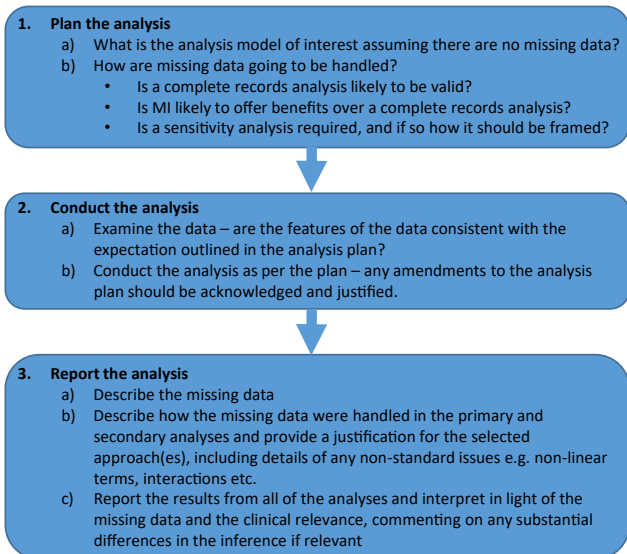 1. Plan the analysis
a) What is the analysis model of interest assuming there are no missing data?
b) How are missing data going to be handled?
• Is a complete records analysis likely to be valid?
• Is MI likely to offer benefits over a complete records analysis?
• Is a sensitivity analysis required, and if so how it should be framed?
2. Conduct the analysis
a) Examine the data – are the features of the data consistent with the
expectation outlined in the analysis plan?
b) Conduct the analysis as per the plan – any amendments to the analysis
plan should be acknowledged and justified.
3. Report the analysis
a) Describe the missing data
b) Describe how the missing data were handled in the primary and
secondary analyses and provide a justification for the selected
approach(es), including details of any non-standard issues e.g. non-linear
terms, interactions etc.
c) Report the results from all of the analyses and interpret in light of the
missing data and the clinical relevance, commenting on any substantial
differences in the inference if relevant